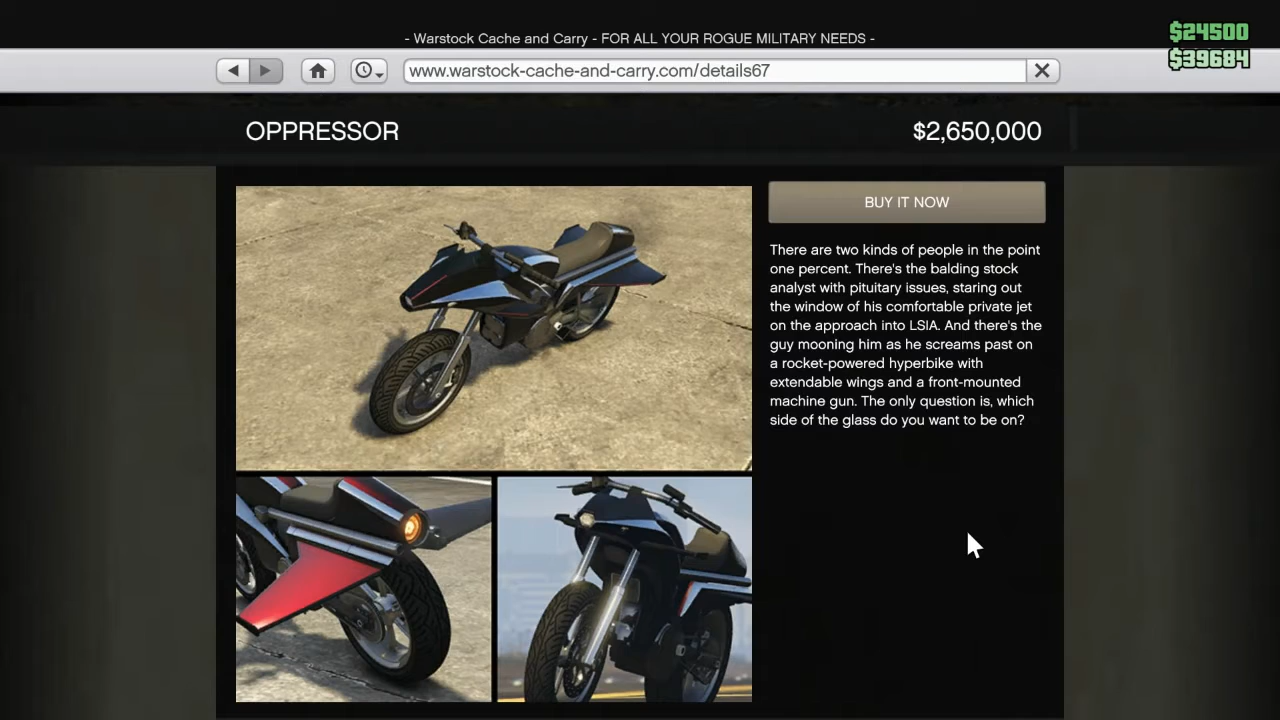 - Warstock Cache and Carry - FOR ALL YOUR ROGUE MILITARY NEEDS -
$24500
$39684
www.warstock-cache-and-carry.com/details67
OPPRESSOR
$2,650,000
BUY IT NOW
There are two kinds of people in the point
one percent. There's the balding stock
analyst with pituitary issues, staring out
the window of his comfortable private jet
on the approach into LSIA. And there's the
guy mooning him as he screams past on
a rocket-powered hyperbike with
extendable wings and a front-mounted
machine gun. The only question is, which
side of the glass do you want to be on?